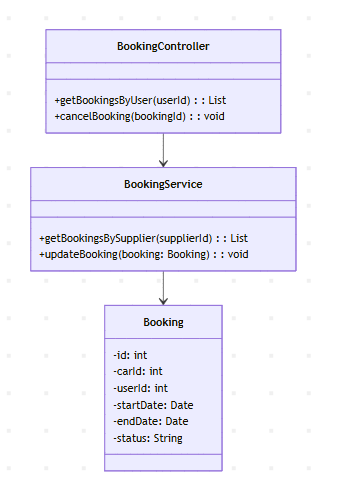 BookingController
+getBookingsByUser(userId) : : List
+cancelBooking(bookingId) : : void
BookingService
+getBookingsBySupplier(supplierId) : : List
+updateBooking(booking: Booking) : : void
Booking
-id: int
-carId: int
-userId: int
-startDate: Date
-endDate: Date
-status: String